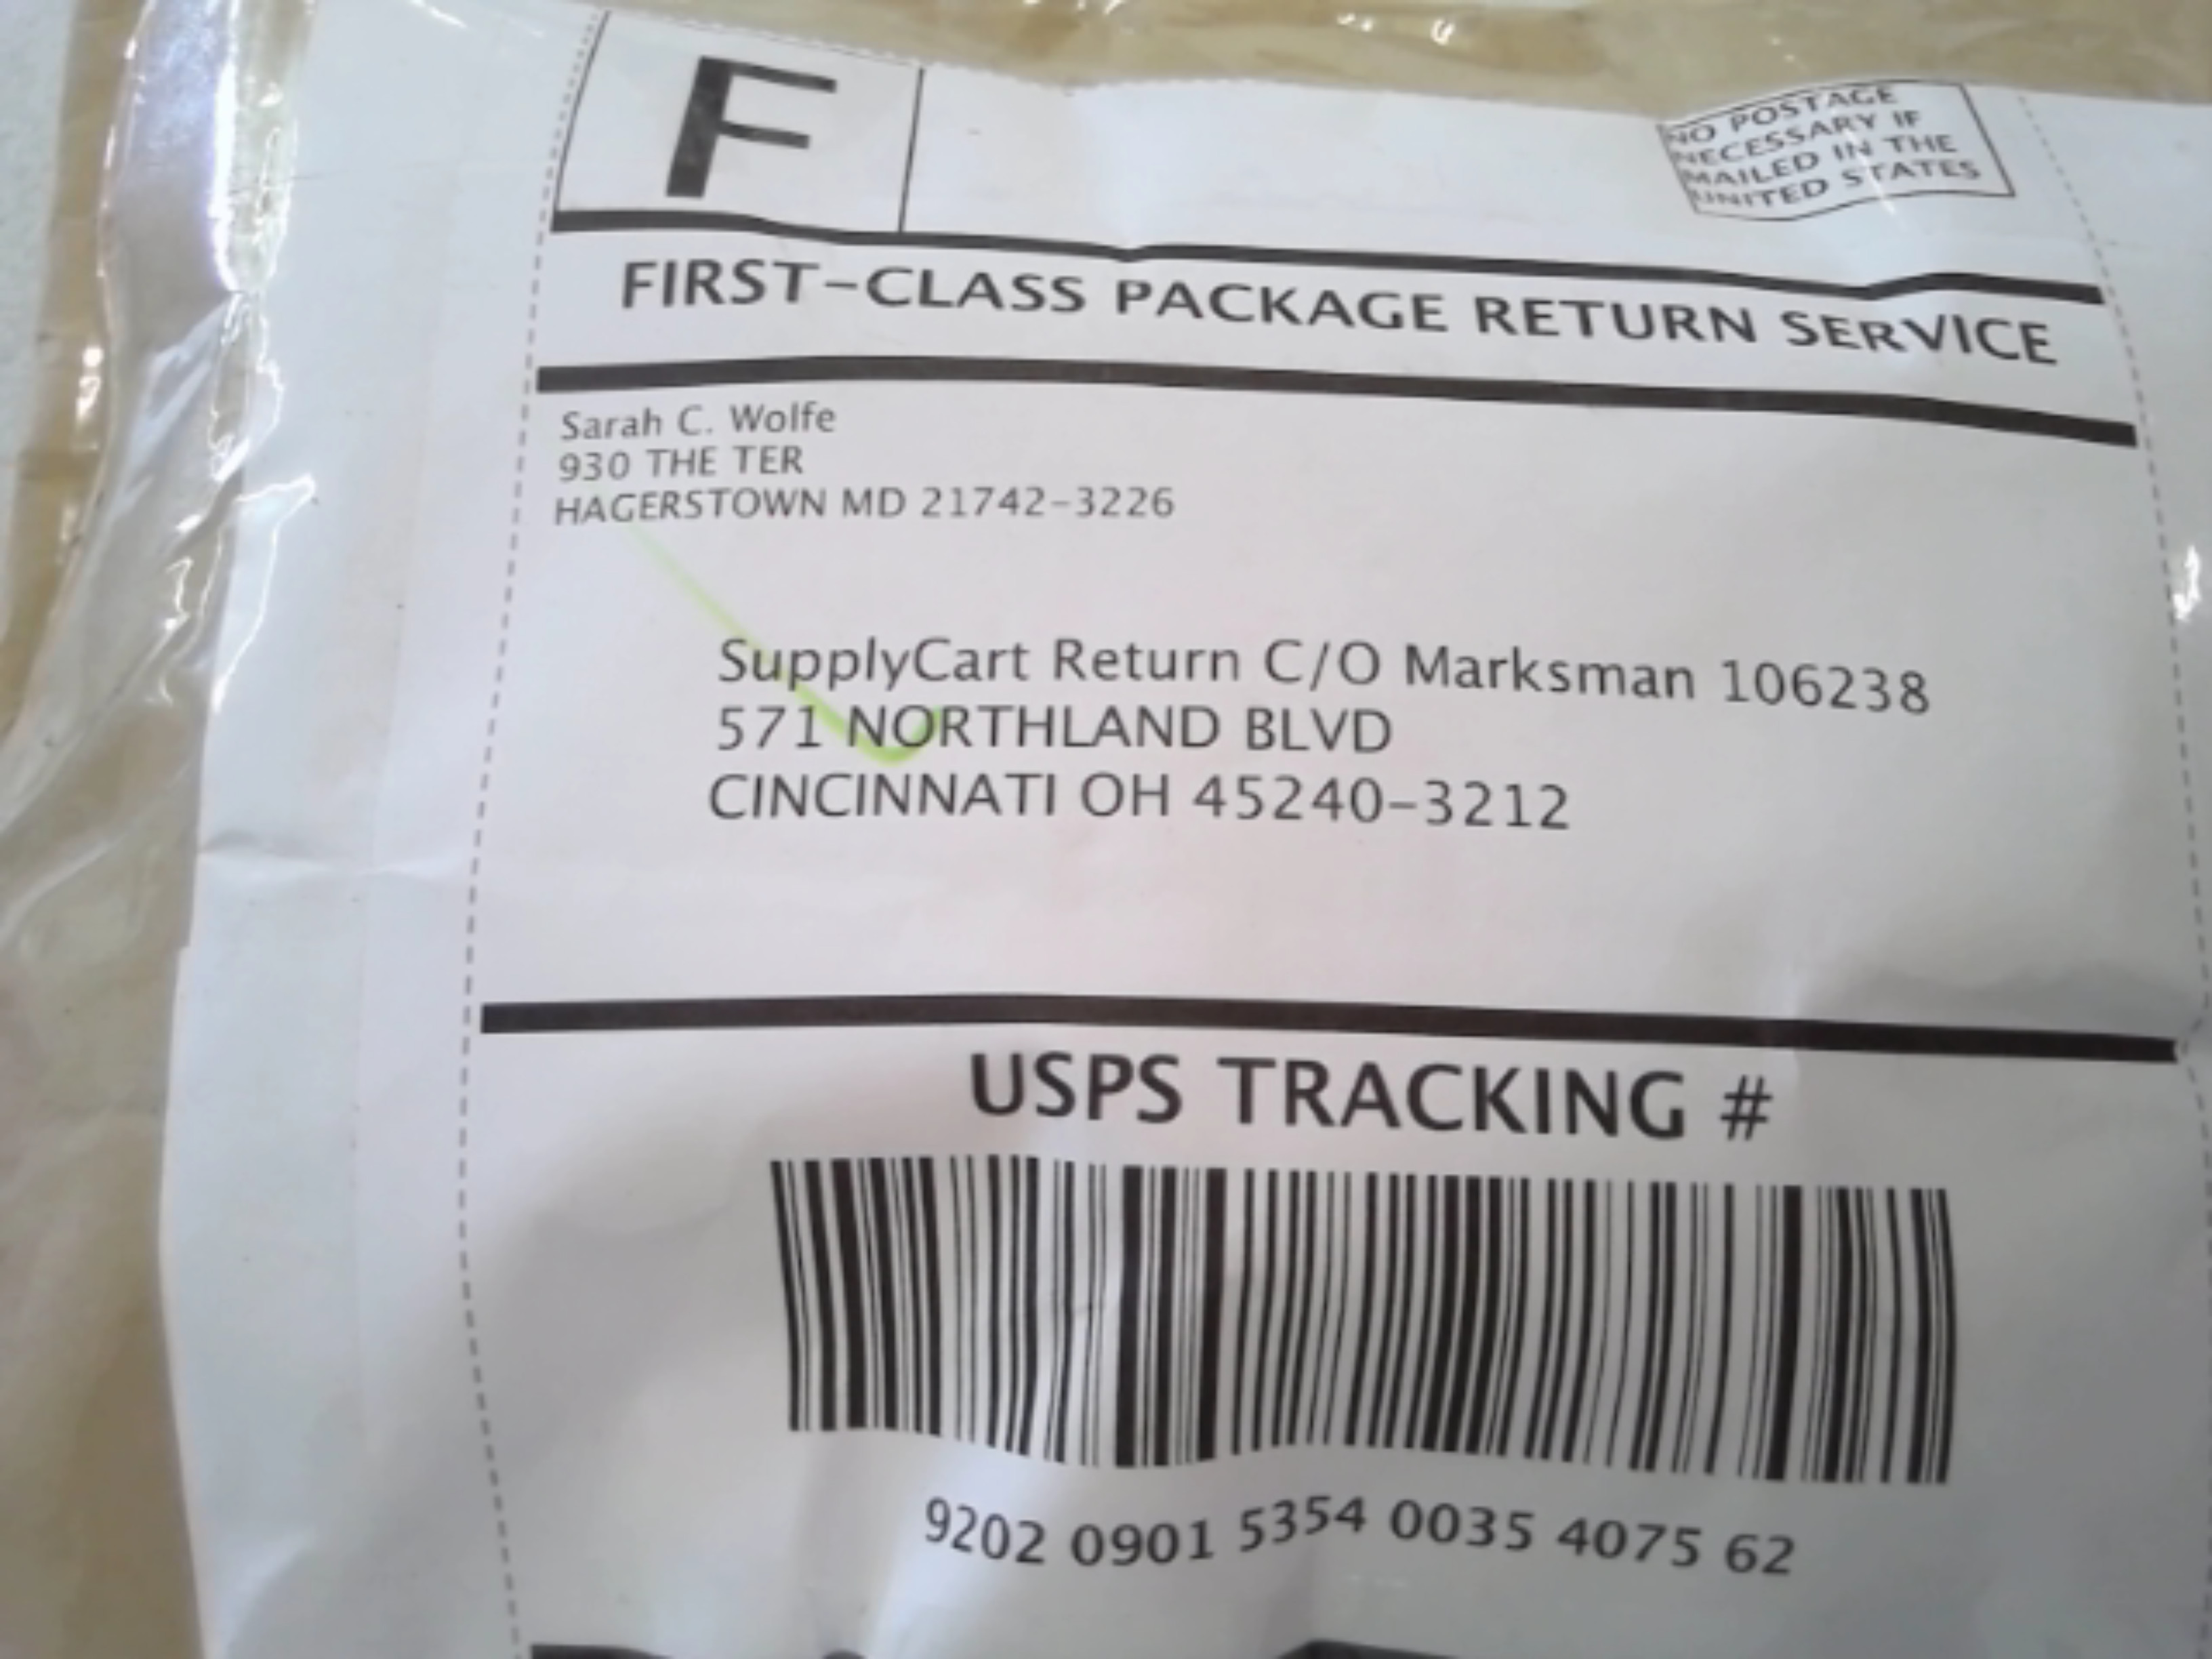 F
NO POSTAGE
NECESSARY IF
MAILED IN THE
UNITED STATES
FIRST-CLASS PACKAGE RETURN SERVICE
Sarah C. Wolfe
930 THE TER
HAGERSTOWN MD 21742-3226
SupplyCart Return C/O Marksman 106238
571 NORTHLAND BLVD
CINCINNATI OH 45240-3212
USPS TRACKING #
9202 0901 5354 0035 4075 62